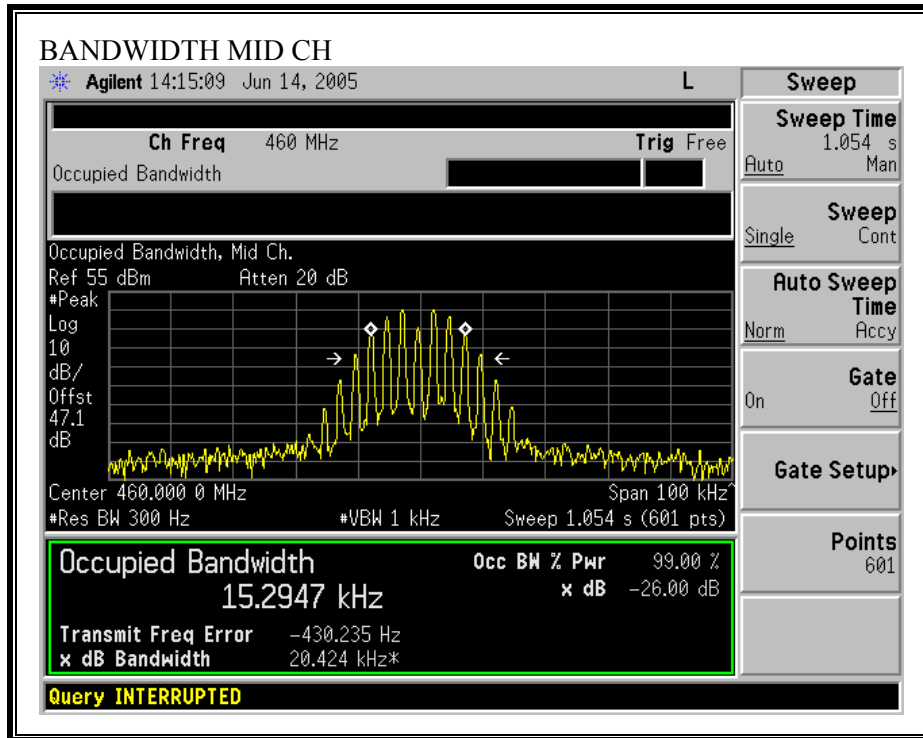 BANDWIDTH MID CH
Agilent 14:15:09 Jun 14, 2005 L
Ch Freq 460 MHz Trig Free
Occupied Bandwidth
Occupied Bandwidth, Mid Ch.
Ref 55 dBm Atten 20 dB
#Peak
Log
10
dB/
Offst
47.1
dB
Center 460.000 0 MHz Span 100 kHz^
#Res BW 300 Hz #VBW 1 kHz Sweep 1.054 s (601 pts)
Occupied Bandwidth Occ BW % Pwr 99.00 %
15.2947 kHz x dB -26.00 dB
Transmit Freq Error -430.235 Hz
x dB Bandwidth 20.424 kHz*
Query INTERRUPTED
Sweep
Sweep Time
1.054 s
Auto Man
Sweep
Single Cont
Auto Sweep
Time
Norm Accy
Gate
On Off
Gate Setup
Points
601